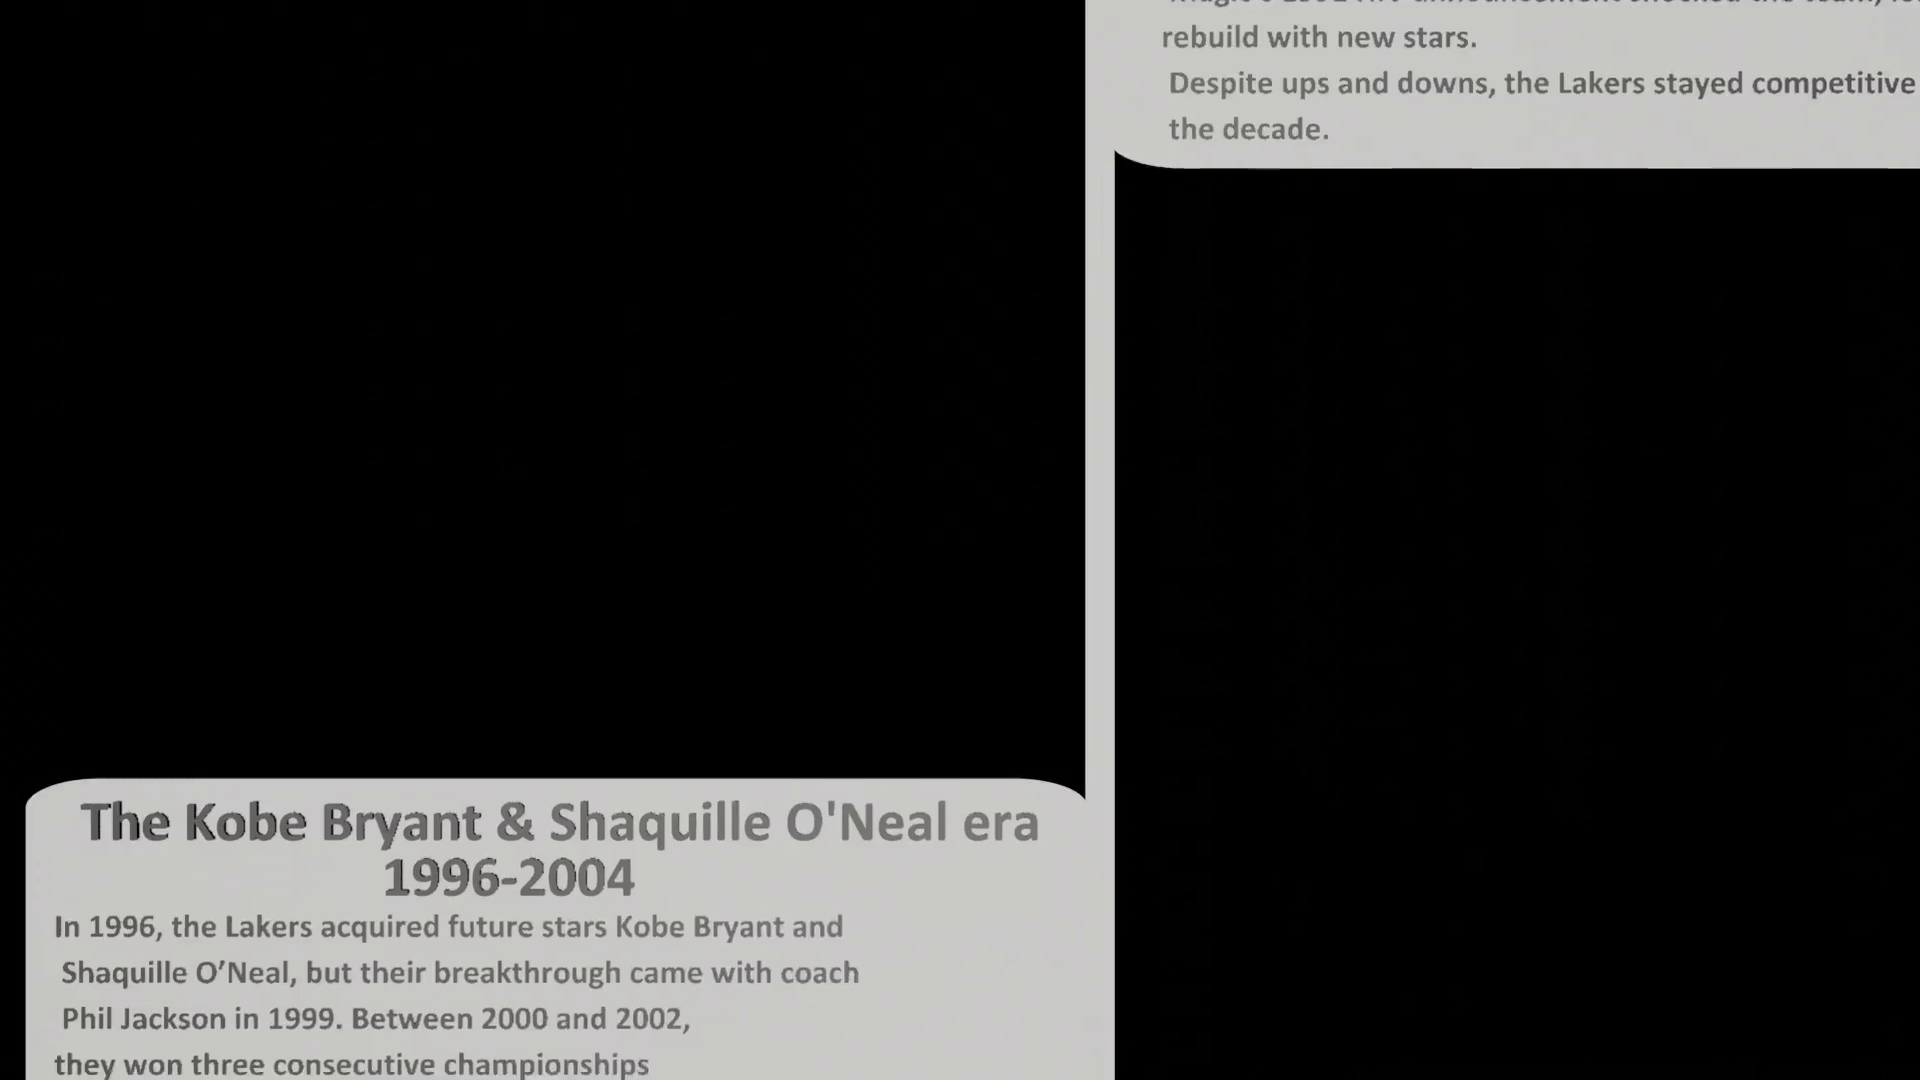 rebuild with new stars.
Despite ups and downs, the Lakers stayed competitive
the decade.
The Kobe Bryant & Shaquille O'Neal era
1996-2004
In 1996, the Lakers acquired future stars Kobe Bryant and
Shaquille O’Neal, but their breakthrough came with coach
Phil Jackson in 1999. Between 2000 and 2002,
they won three consecutive championships